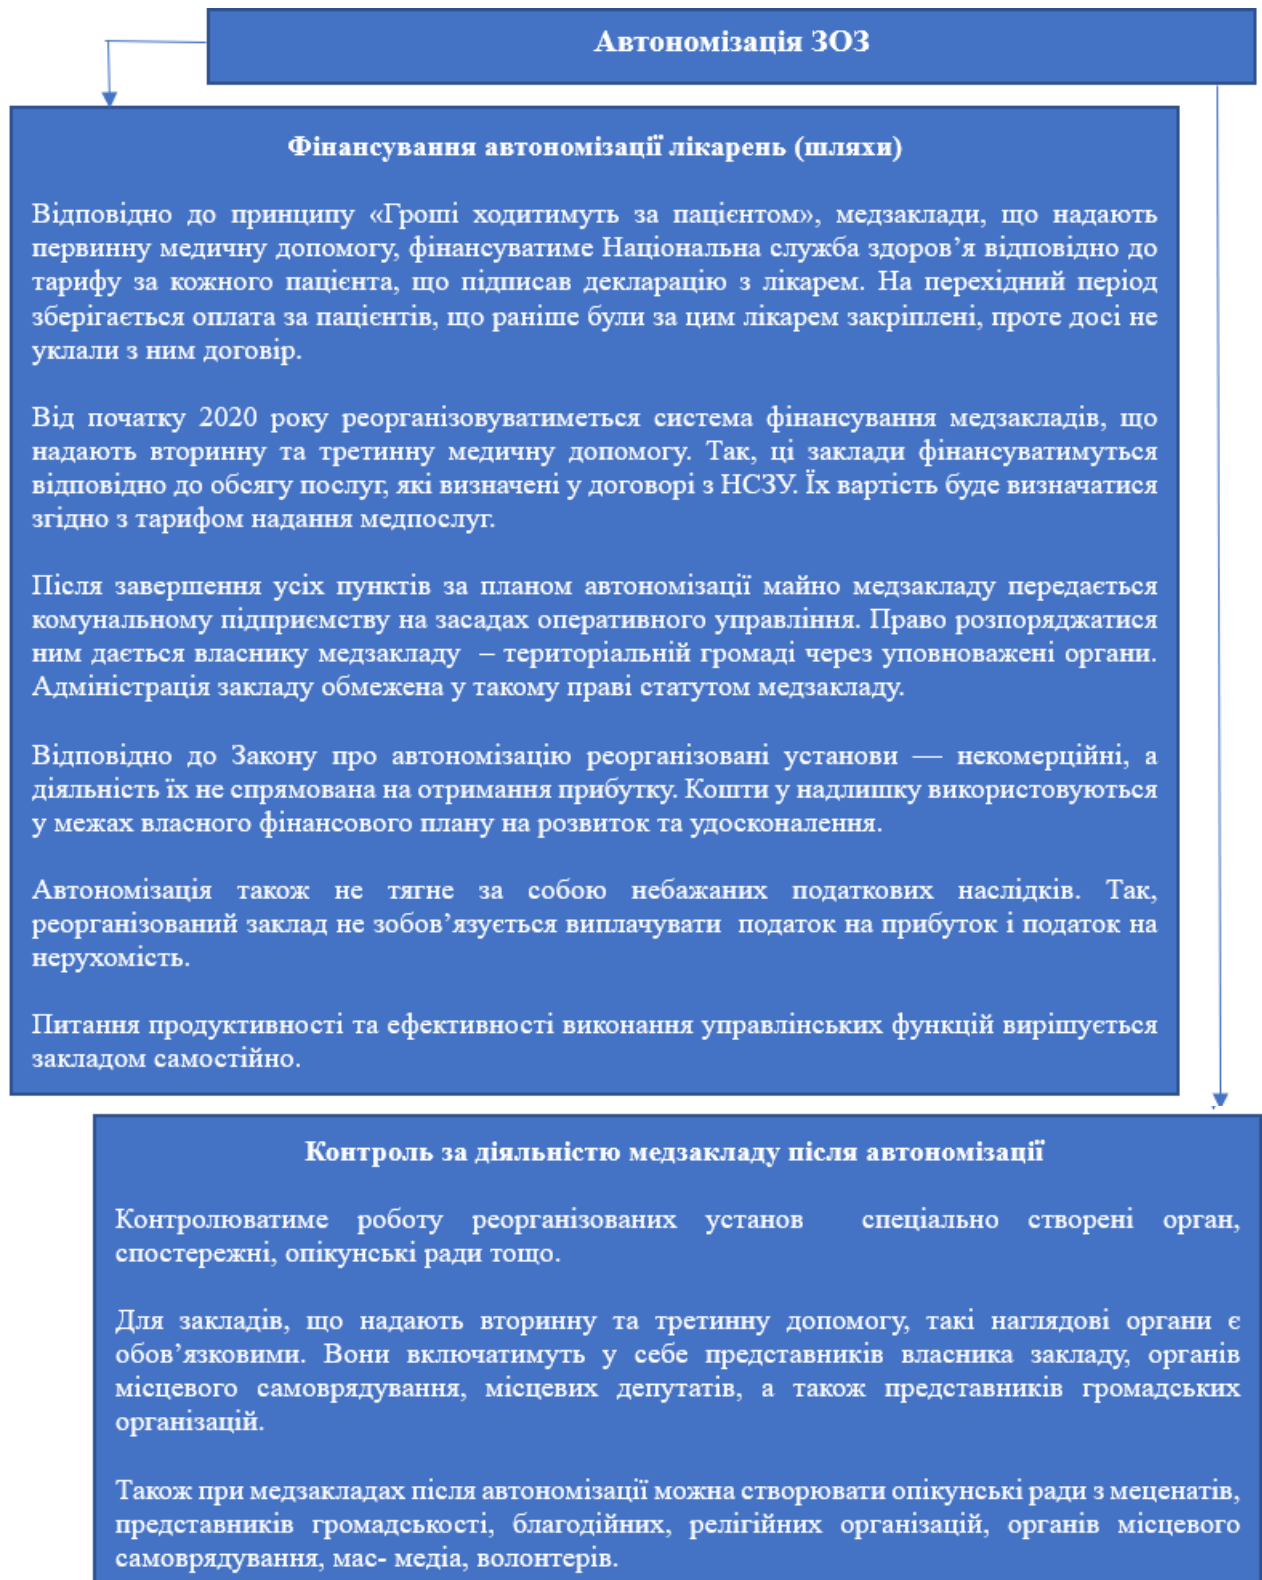 Автономізація ЗОЗ
Фінансування автономізації лікарень (шляхи)
Відповідно до принципу «Гроші ходитимуть за пацієнтом», медзаклади, що надають
первинну медичну допомогу, фінансуватиме Національна служба здоров’я відповідно до
тарифу за кожного пацієнта, що підписав декларацію з лікарем. На перехідний період
зберігається оплата за пацієнтів, що раніше були за цим лікарем закріплені, проте досі не
уклали з ним договір.
Від початку 2020 року реорганізовуватиметься система фінансування медзакладів, що
надають вторинну та третинну медичну допомогу. Так, ці заклади фінансуватимуться
відповідно до обсягу послуг, які визначені у договорі з НСЗУ. Їх вартість буде визначатися
згідно з тарифом надання медпослуг.
Після завершення усіх пунктів за планом автономізації майно медзакладу передається
комунальному підприємству на засадах оперативного управління. Право розпоряджатися
ним дається власнику медзакладу – територіальній громаді через уповноважені органи.
Адміністрація закладу обмежена у такому праві статутом медзакладу.
Відповідно до Закону про автономізацію реорганізовані установи — некомерційні, а
діяльність їх не спрямована на отримання прибутку. Кошти у надлишку використовуються
у межах власного фінансового плану на розвиток та удосконалення.
Автономізація також не тягне за собою небажаних податкових наслідків. Так,
реорганізований заклад не зобов’язується виплачувати податок на прибуток і податок на
нерухомість.
Питання продуктивності та ефективності виконання управлінських функцій вирішується
закладом самостійно.
Контроль за діяльністю медзакладу після автономізації
Контролюватиме роботу реорганізованих установ спеціально створені орган,
спостережні, опікунські ради тощо.
Для закладів, що надають вторинну та третинну допомогу, такі наглядові органи є
обов’язковими. Вони включатимуть у себе представників власника закладу, органів
місцевого самоврядування, місцевих депутатів, а також представників громадських
організацій.
Також при медзакладах після автономізації можна створювати опікунські ради з меценатів,
представників громадськості, благодійних, релігійних організацій, органів місцевого
самоврядування, мас- медіа, волонтерів.